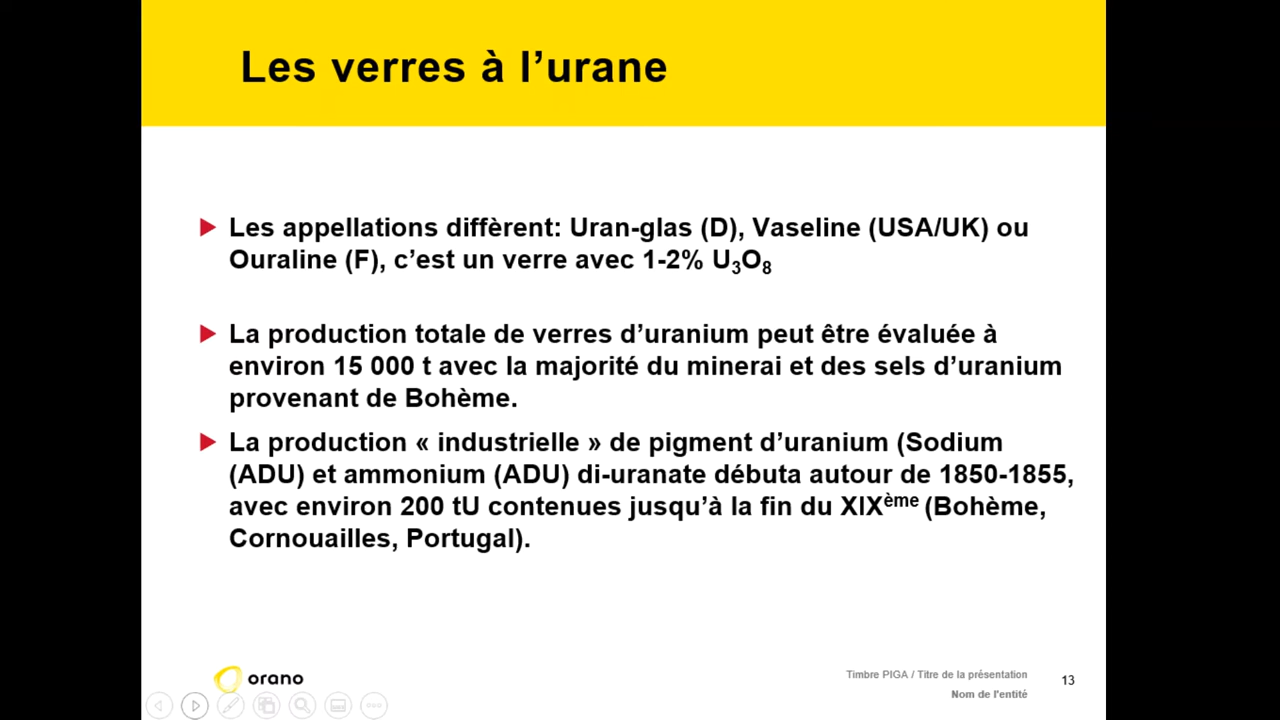 Les verres à l’urane
Les appellations diffèrent: Uran-glas (D), Vaseline (USA/UK) ou
Ouraline (F), c’est un verre avec 1-2% U₃O₈
La production totale de verres d’uranium peut être évaluée à
environ 15 000 t avec la majorité du minerai et des sels d’uranium
provenant de Bohème.
La production « industrielle » de pigment d’uranium (Sodium
(ADU) et ammonium (ADU) di-uranate débuta autour de 1850-1855,
avec environ 200 tU contenues jusqu’à la fin du XIXème (Bohème,
Cornouailles, Portugal).
orano
Timbre PIGA / Titre de la présentation
13
Nom de l'entité